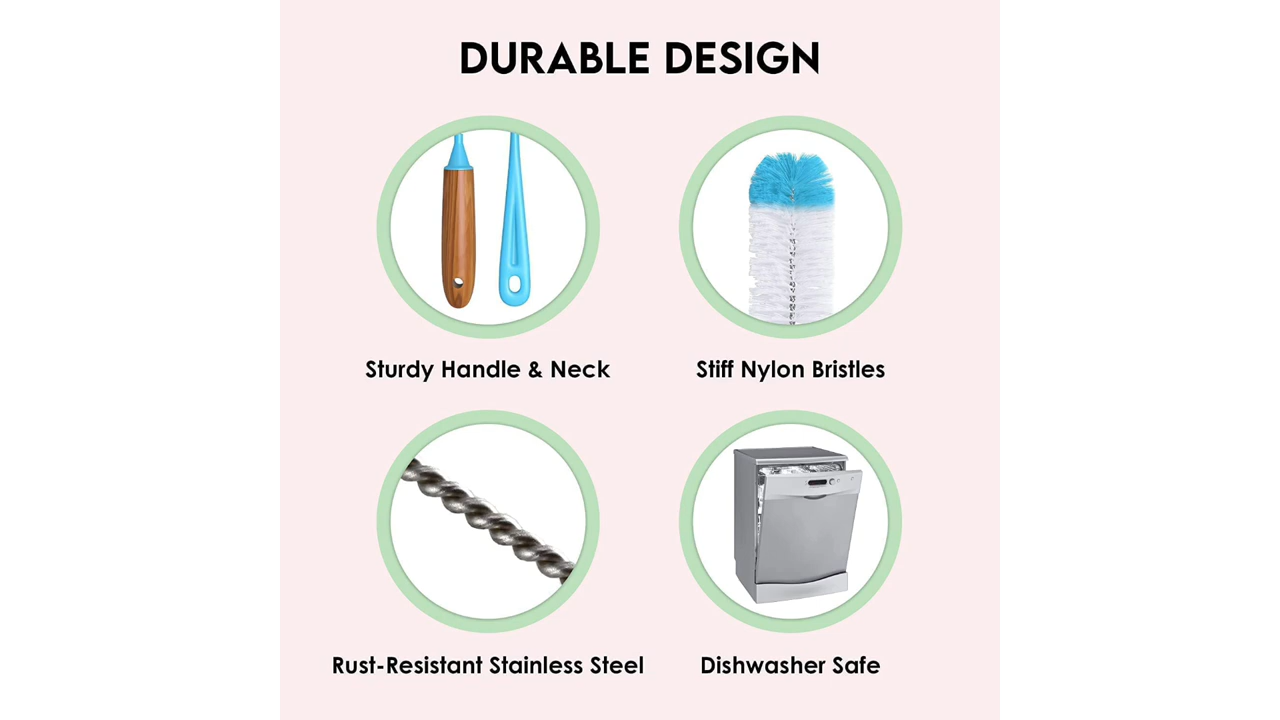 DURABLE DESIGN
Sturdy Handle & Neck
Stiff Nylon Bristles
Rust-Resistant Stainless Steel
Dishwasher Safe